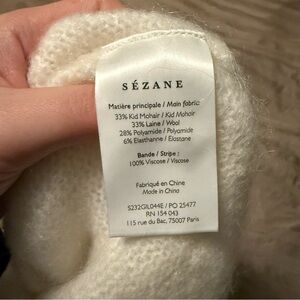 SÉZANE
Matière principale / Main fabric
33% Kid Mohair / Kid Mohair
33% Laine / Wool
28% Polyamide / Polyamide
6% Elasthanne / Elastane
Bande / Stripe :
100% Viscose / Viscose
Fabriqué en Chine
Made in China
S232GIL044E / PO 25477
RN 154 043
115 rue du Bac, 75007 Paris